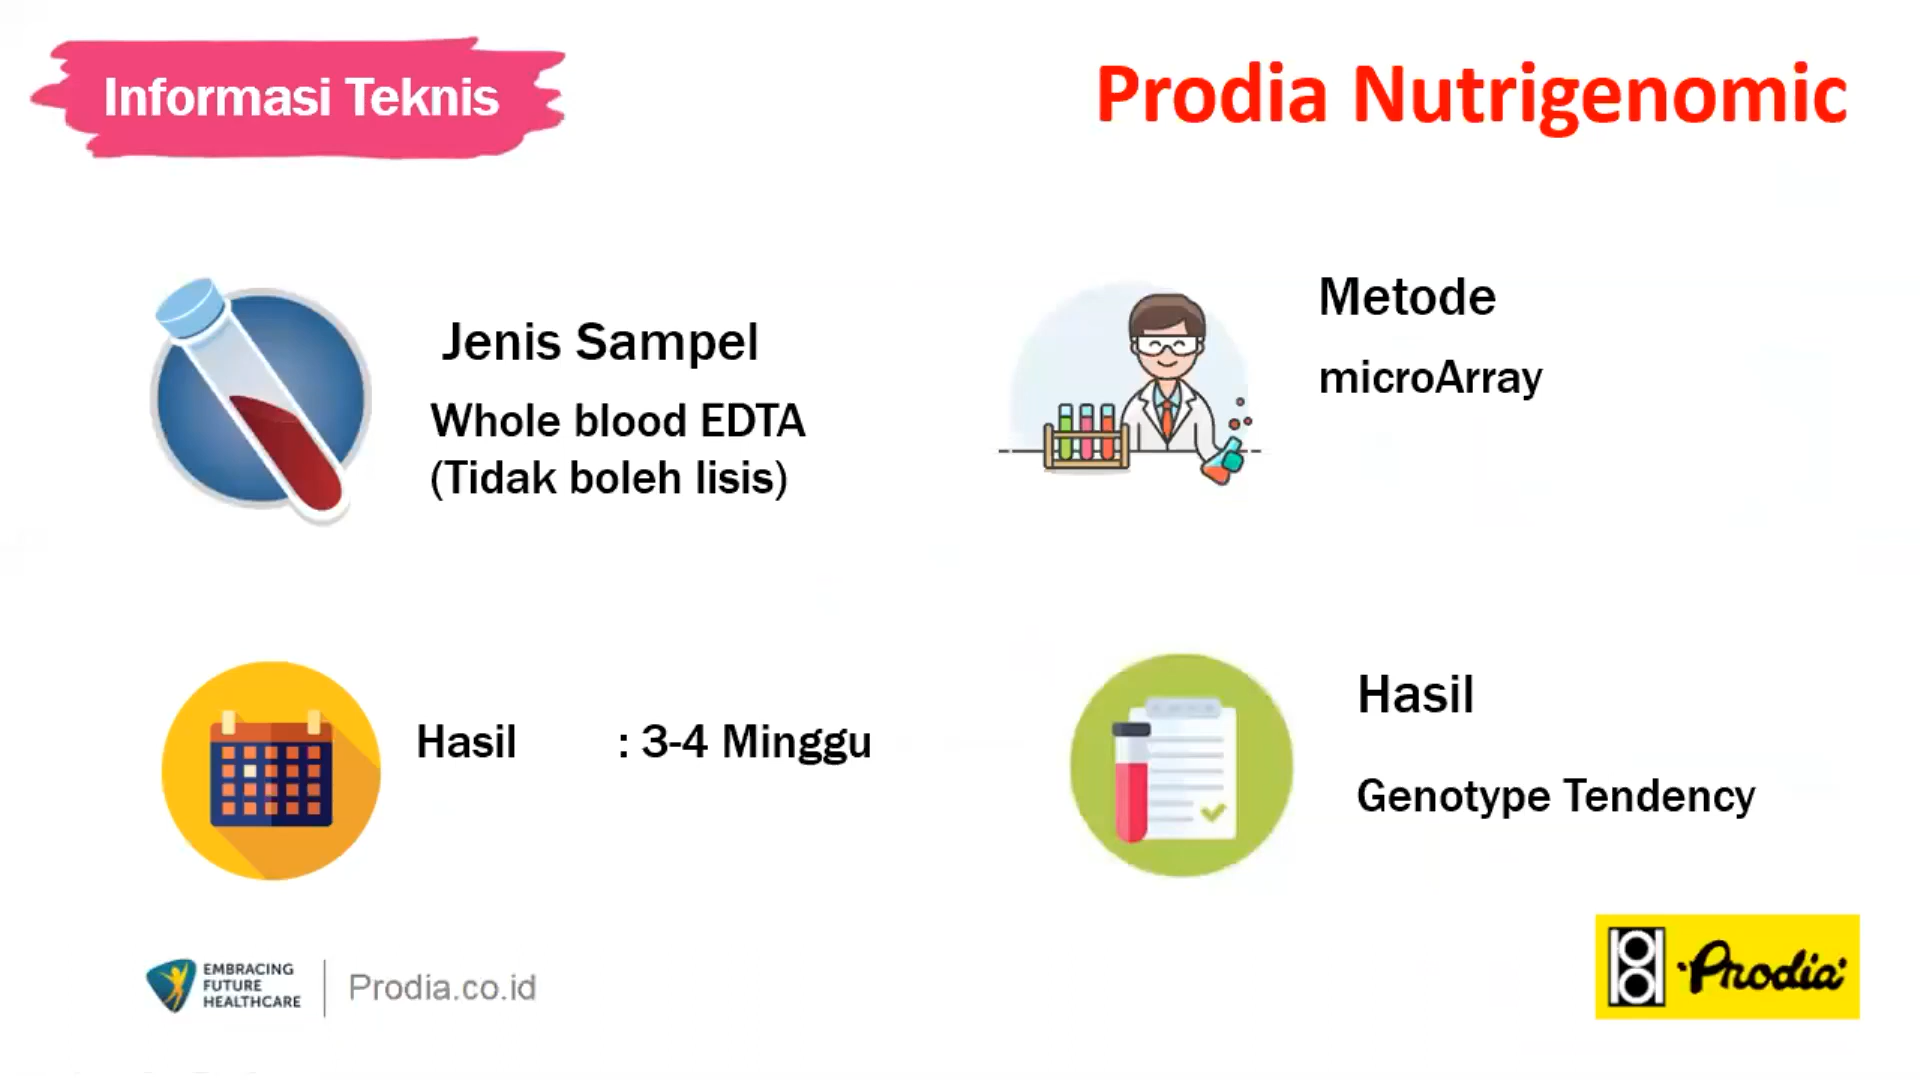 Informasi Teknis
Prodia Nutrigenomic
Jenis Sampel
Whole blood EDTA
(Tidak boleh lisis)
Metode
microArray
Hasil : 3-4 Minggu
Hasil
Genotype Tendency
EMBRACING
FUTURE
HEALTHCARE
Prodia.co.id
Prodia